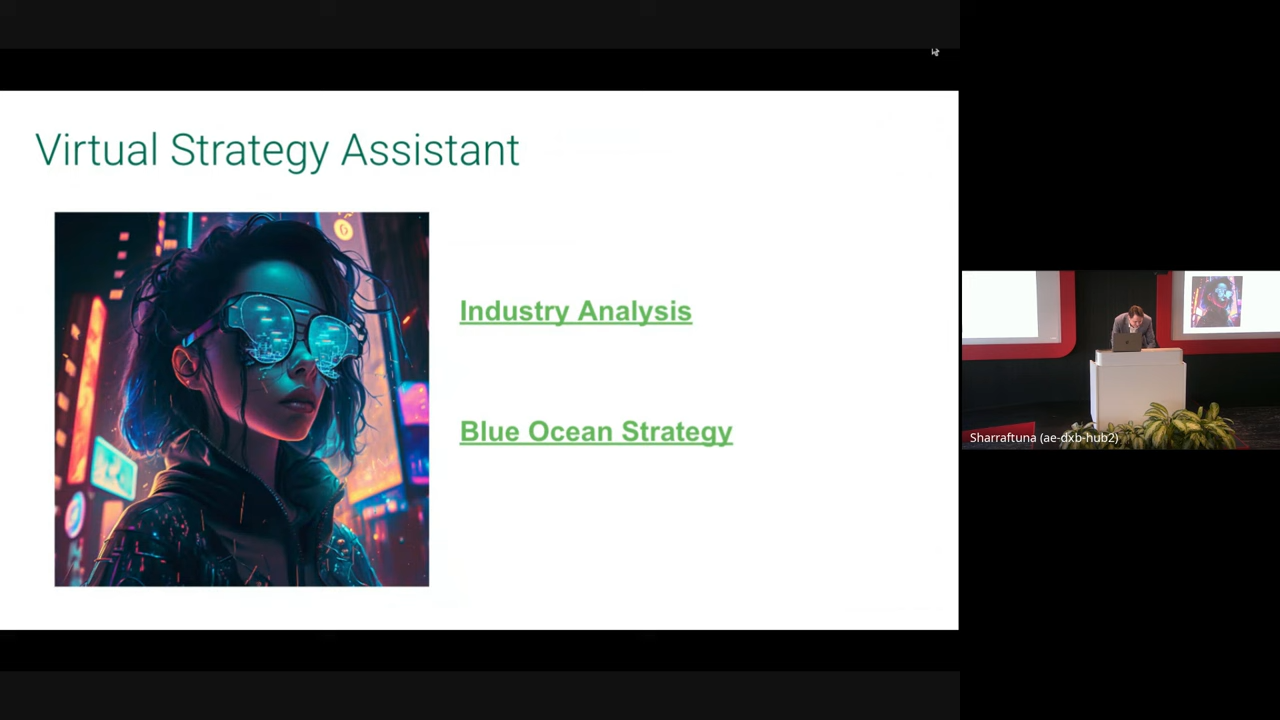 Virtual Strategy Assistant
Industry Analysis
Blue Ocean Strategy
Sharraftuna (ae-dxb-hub2)